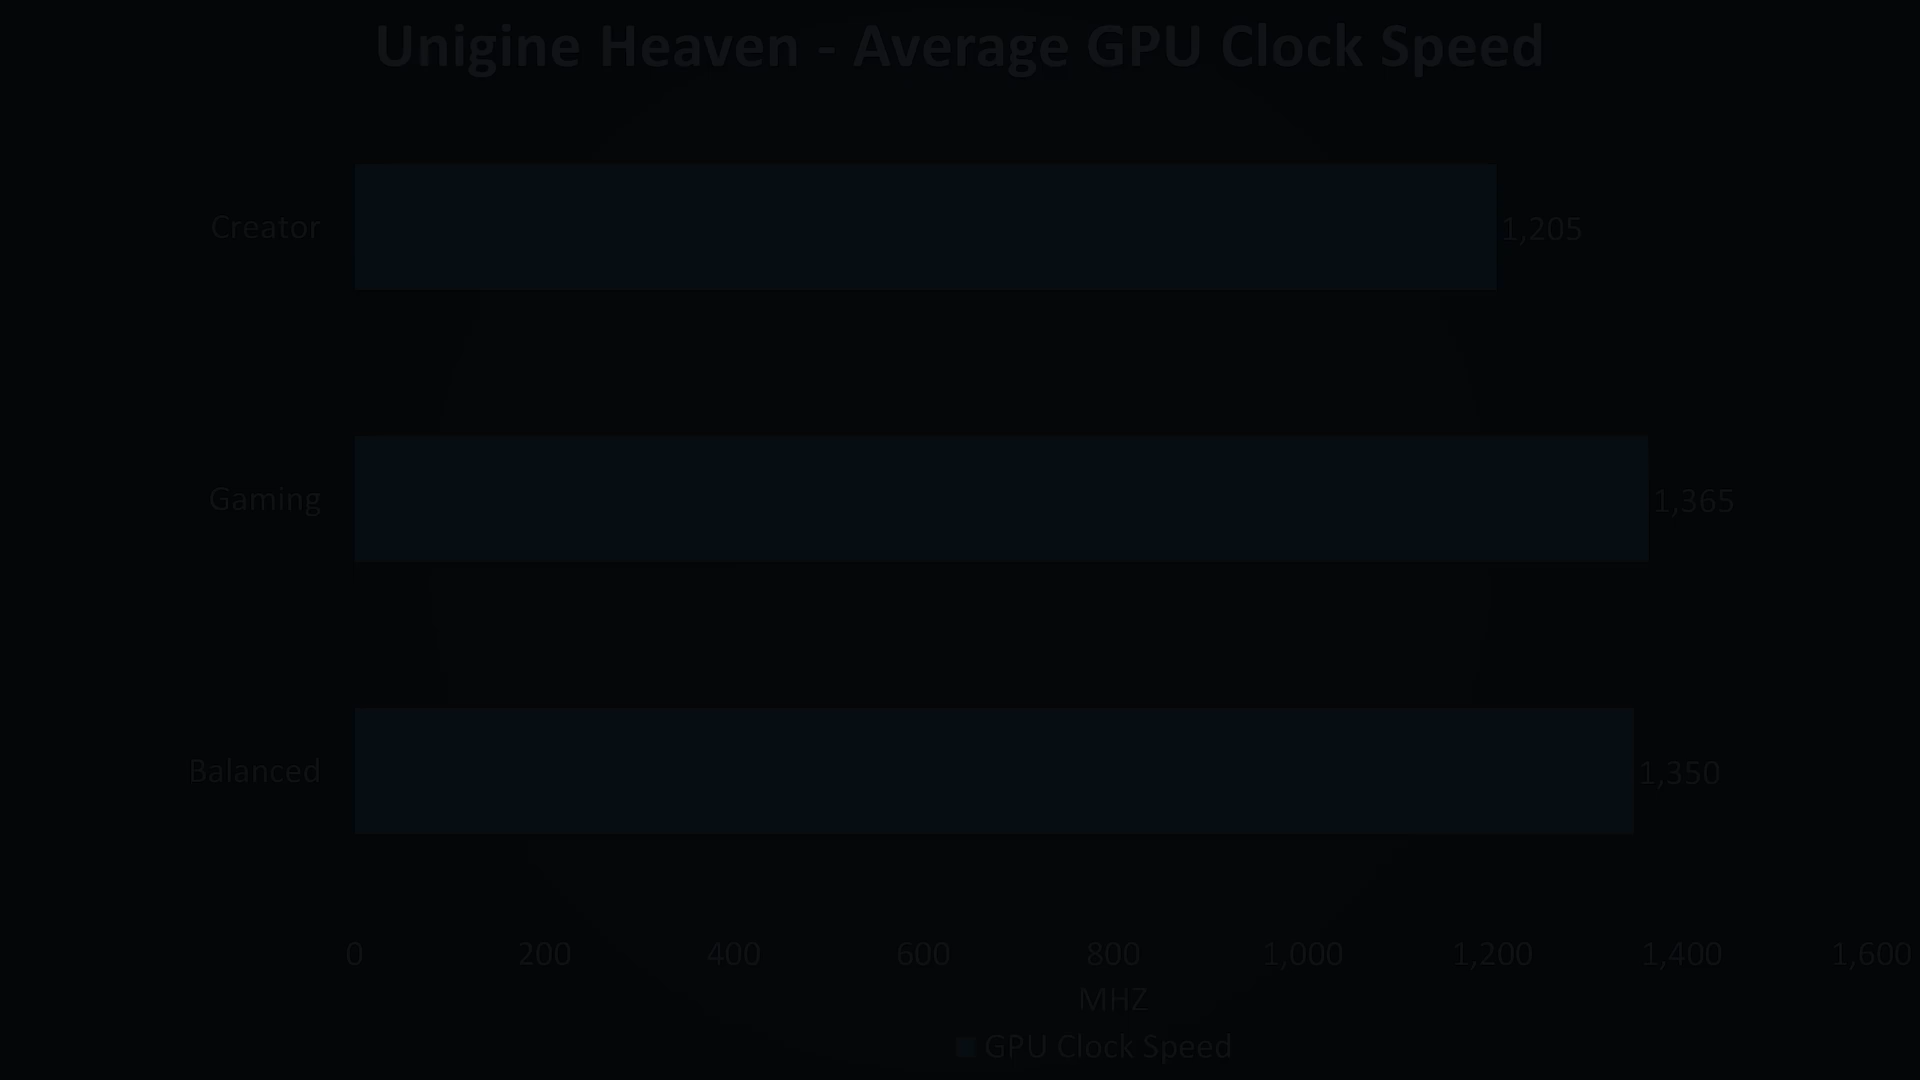 Unigine Heaven - Average GPU Clock Speed
Creator
1,205
Gaming
1,365
Balanced
1,350
0 200 400 600 800 1,000 1,200 1,400 1,600
MHZ
GPU Clock Speed